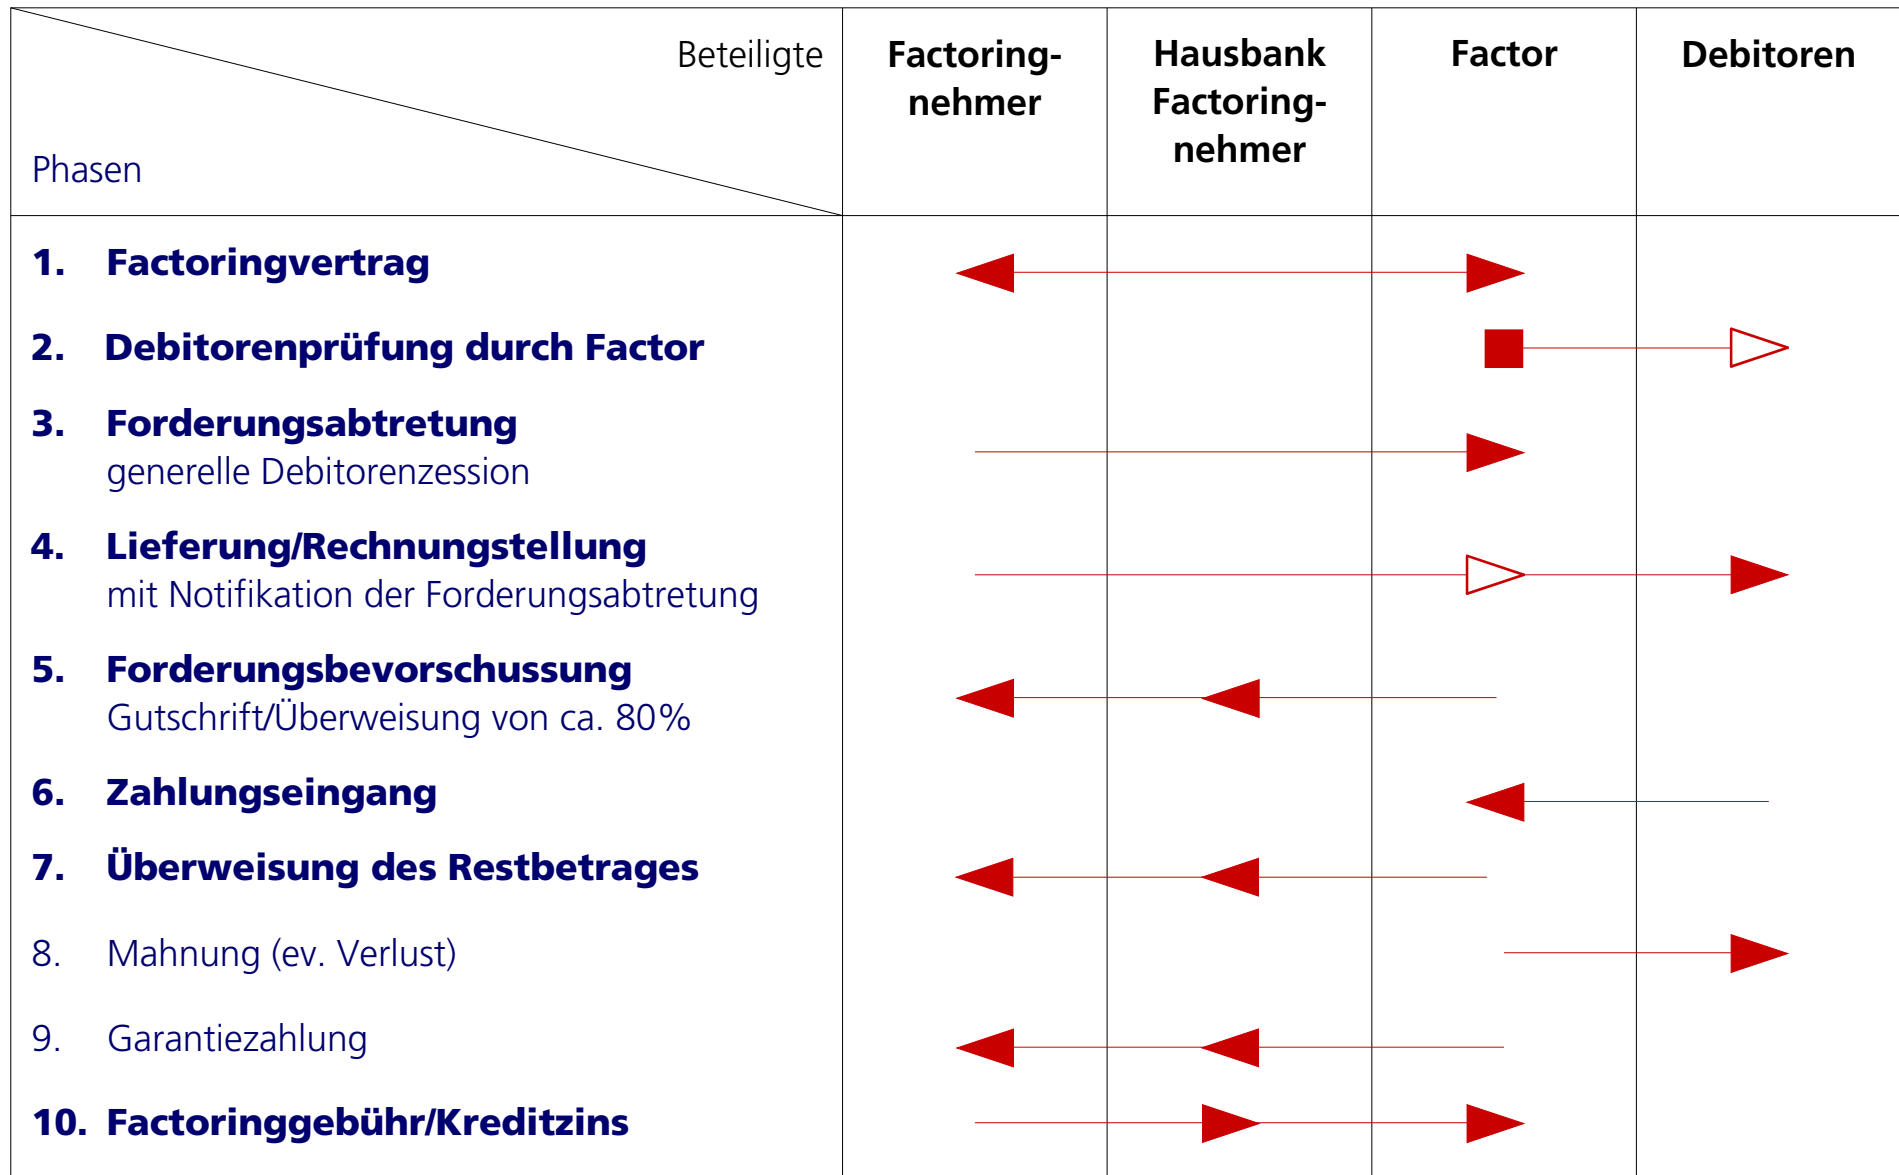 Beteiligte
Phasen
Factoring-
nehmer
Hausbank
Factoring-
nehmer
Factor
Debitoren
1. Factoringvertrag
2. Debitorenprüfung durch Factor
3. Forderungsabtretung
generelle Debitorenzession
4. Lieferung/Rechnungstellung
mit Notifikation der Forderungsabtretung
5. Forderungsbevorschussung
Gutschrift/Überweisung von ca. 80%
6. Zahlungseingang
7. Überweisung des Restbetrages
8. Mahnung (ev. Verlust)
9. Garantiezahlung
10. Factoringgebühr/Kreditzins